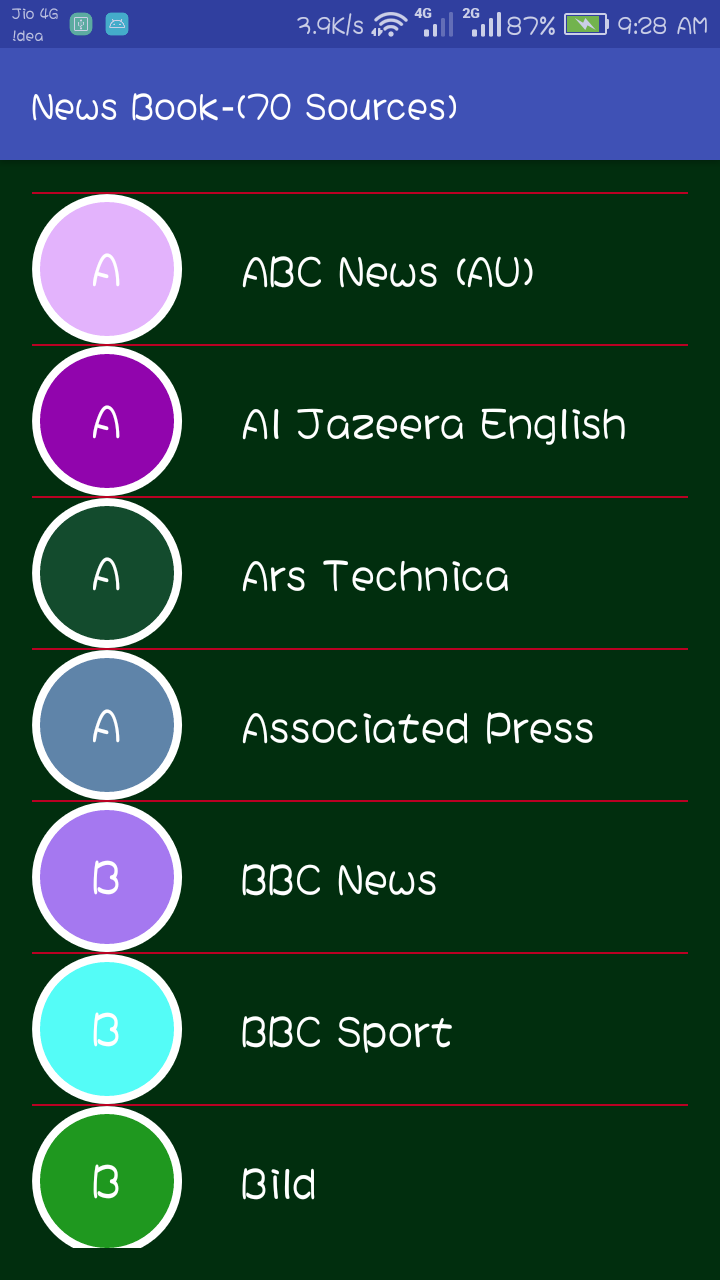 Jio 4G
Idea
3.9K/s 4G 2G 87% 9:28 AM
News Book-(70 Sources)
A ABC News (AU)
A Al Jazeera English
A Ars Technica
A Associated Press
B BBC News
B BBC Sport
B Bild